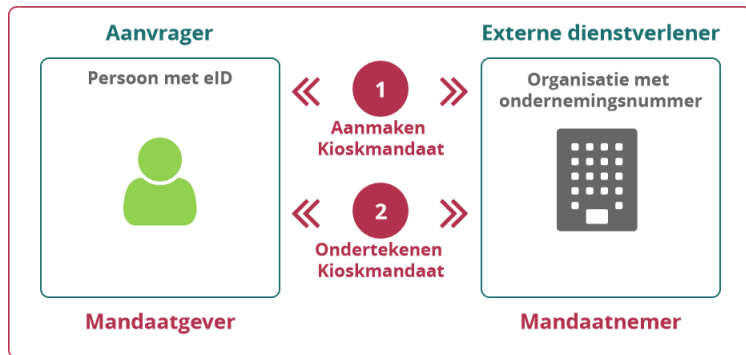 Aanvrager
Persoon met eID
Mandaatgever
1
Aanmaken
Kioskmandaat
2
Ondertekenen
Kioskmandaat
Externe dienstverlener
Organisatie met
ondernemingsnummer
Mandaatnemer